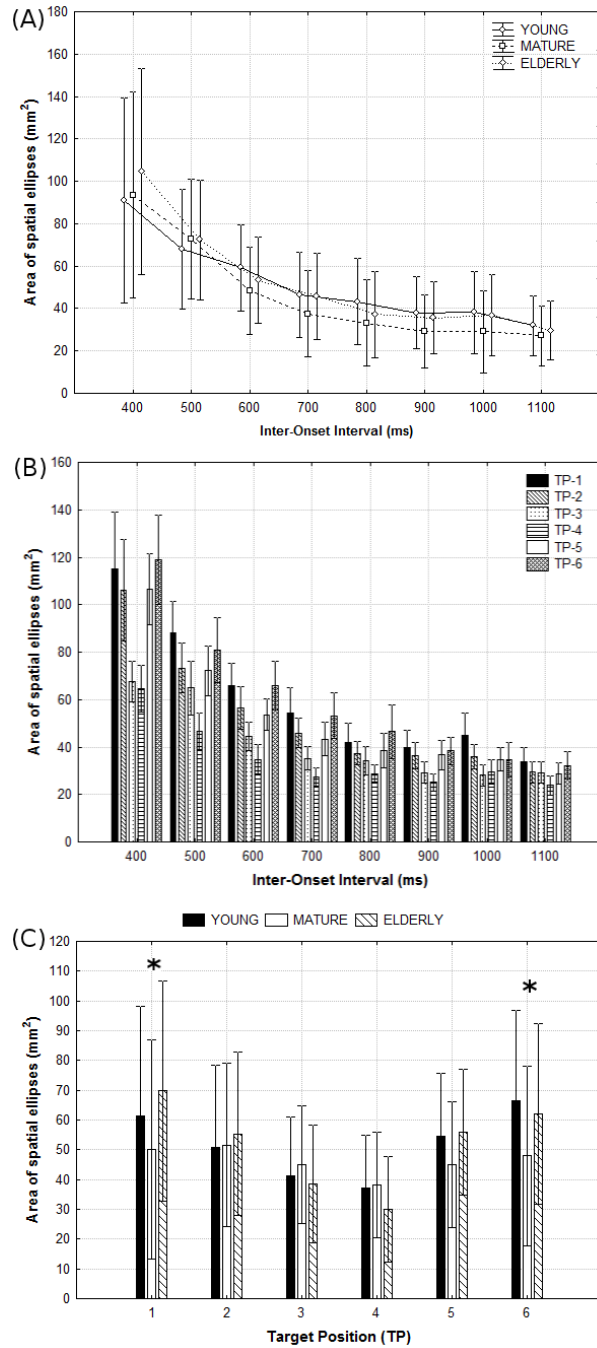 (A)
YOUNG
MATURE
ELDERLY
Area of spatial ellipses (mm²)
180
160
140
120
100
80
60
40
20
0
400 500 600 700 800 900 1000 1100
Inter-Onset Interval (ms)
(B)
TP-1
TP-2
TP-3
TP-4
TP-5
TP-6
Area of spatial ellipses (mm²)
160
140
120
100
80
60
40
20
0
400 500 600 700 800 900 1000 1100
Inter-Onset Interval (ms)
YOUNG MATURE ELDERLY
(C)
Area of spatial ellipses (mm²)
120
110
100
90
80
70
60
50
40
30
20
10
0
* *
1 2 3 4 5 6
Target Position (TP)